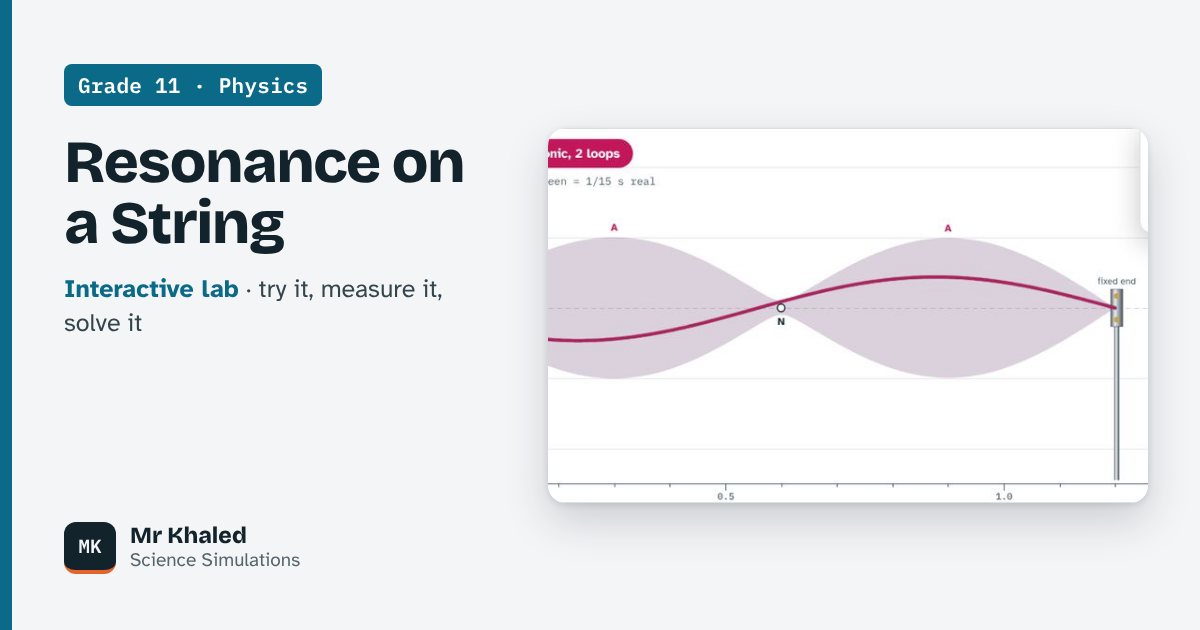 Grade 11 · Physics
Resonance on
a String
Interactive lab · try it, measure it,
solve it
MK
Mr Khaled
Science Simulations
onic, 2 loops
een = 1/15 s real
A
A
fixed end
N
0.5
1.0